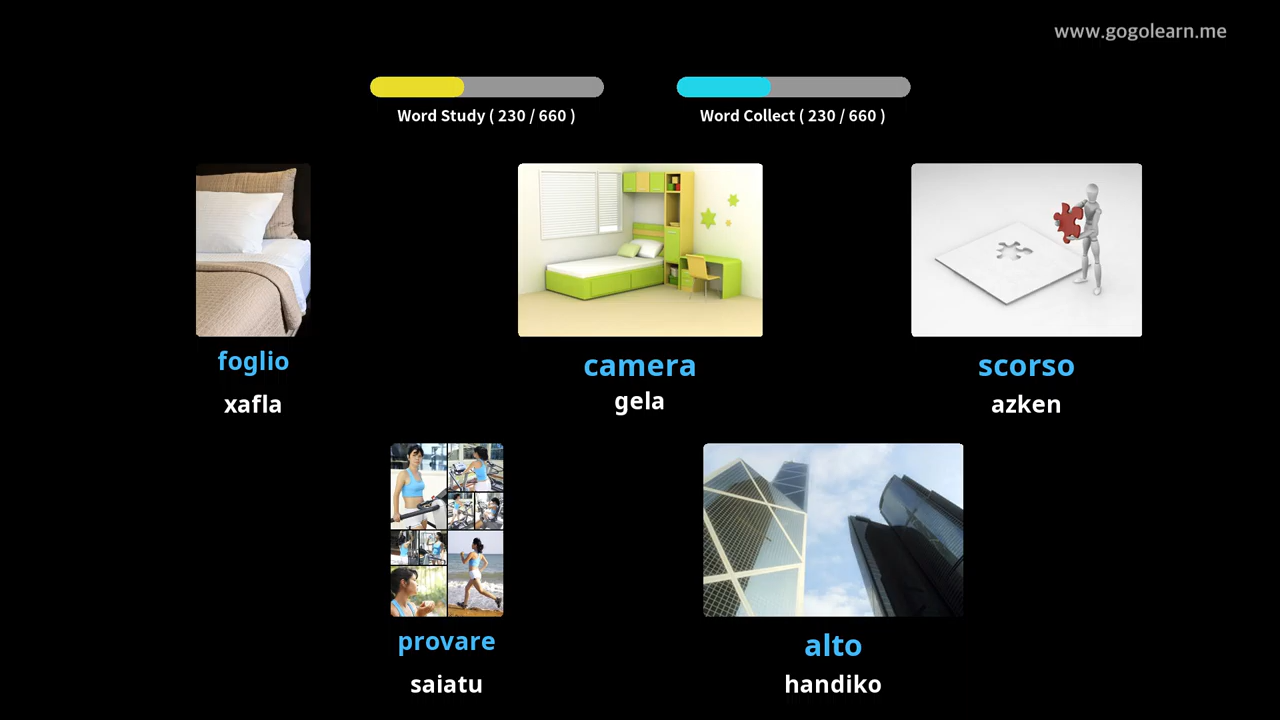 www.gogolearn.me
Word Study ( 230 / 660 )
Word Collect ( 230 / 660 )
foglio
xafla
camera
gela
scorso
azken
provare
saiatu
alto
handiko